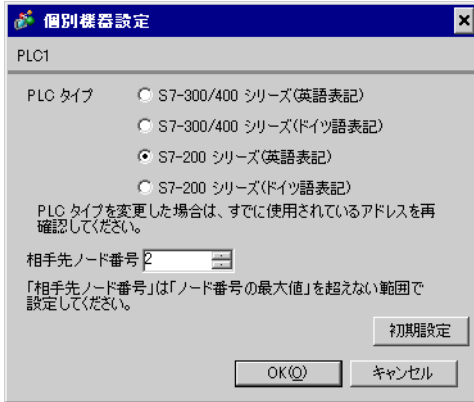 個別機器設定
PLC1
PLC タイプ
S7-300/400 シリーズ(英語表記)
S7-300/400 シリーズ(ドイツ語表記)
S7-200 シリーズ(英語表記)
S7-200 シリーズ(ドイツ語表記)
PLC タイプを変更した場合は、すでに使用されているアドレスを再
確認してください。
相手先ノード番号 2
「相手先ノード番号」は「ノード番号の最大値」を超えない範囲で
設定してください。
初期設定
OK(O) キャンセル